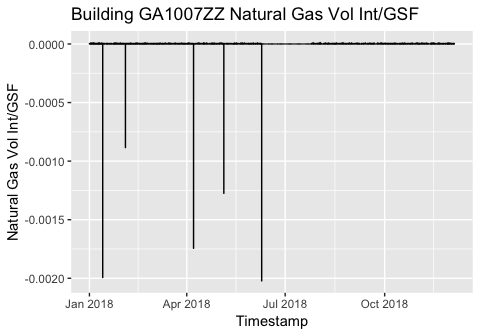 Building GA1007ZZ Natural Gas Vol Int/GSF
Natural Gas Vol Int/GSF
0.0000
-0.0005
-0.0010
-0.0015
-0.0020
Jan 2018 Apr 2018 Jul 2018 Oct 2018
Timestamp